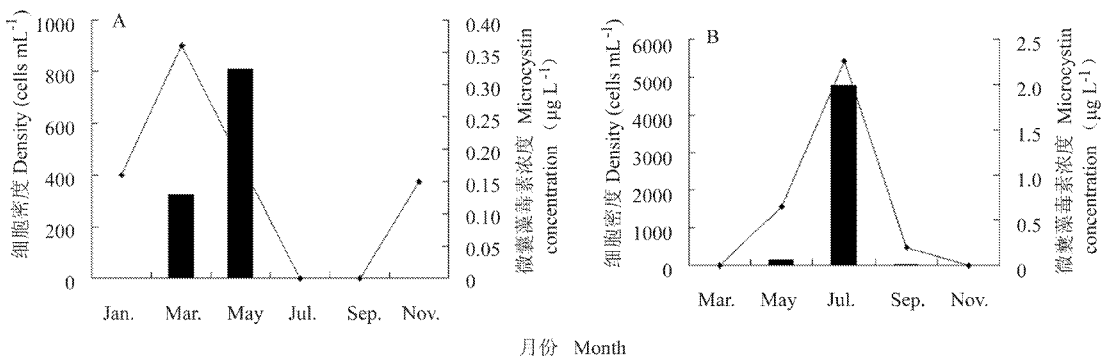 A
细胞密度 Density (cells mL⁻¹)
1000
800
600
400
200
0
0.40
0.35
0.30
0.25
0.20
0.15
0.10
0.05
0
微囊藻毒素浓度 Microcystin
concentration (μg L⁻¹)
Jan. Mar. May Jul. Sep. Nov.
B
细胞密度 Density (cells mL⁻¹)
6000
5000
4000
3000
2000
1000
0
2.5
2.0
1.5
1.0
0.5
0
微囊藻毒素浓度 Microcystin
concentration (μg L⁻¹)
Mar. May Jul. Sep. Nov.
月份 Month